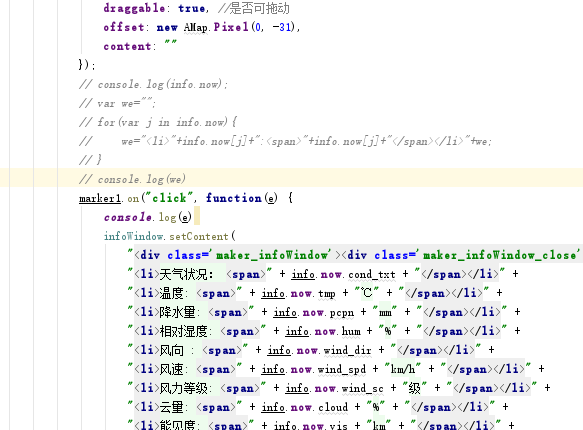 draggable: true, //是否可拖动
offset: new AMap.Pixel(0, -31),
content: ""
});
// console.log(info.now);
// var we="";
// for(var j in info.now){
//     we="<li>"+info.now[j]+":<span>"+info.now[j]+"</span></li>"+we;
// }
// console.log(we)
marker1.on("click", function(e) {
console.log(e)
infoWindow.setContent(
"<div class='maker_infoWindow'><div class='maker_infoWindow_close'
"<li>天气状况: <span>" + info.now.cond_txt + "</span></li>" +
"<li>温度: <span>" + info.now.tmp + "℃" + "</span></li>" +
"<li>降水量: <span>" + info.now.pcpn + "mm" + "</span></li>" +
"<li>相对湿度: <span>" + info.now.hum + "%" + "</span></li>" +
"<li>风向 : <span>" + info.now.wind_dir + "</span></li>" +
"<li>风速: <span>" + info.now.wind_spd + "km/h" + "</span></li>" +
"<li>风力等级: <span>" + info.now.wind_sc + "级" + "</span></li>" +
"<li>云量: <span>" + info.now.cloud + "%" + "</span></li>" +
"<li>能见度: <span>" + info.now.vis + "km" + "</span></li>" +